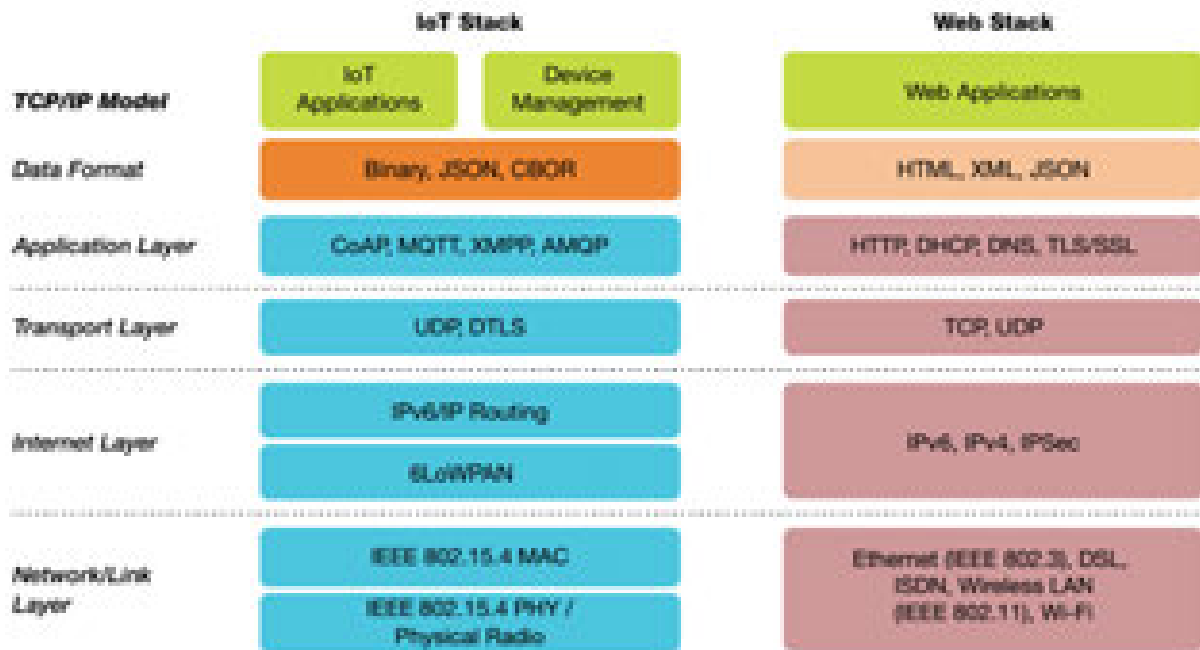 IoT Stack
Web Stack
TCP/IP Model
IoT
Applications
Device
Management
Web Applications
Data Format
Binary, JSON, CBOR
HTML, XML, JSON
Application Layer
CoAP, MQTT, XMPP, AMQP
HTTP, DHCP, DNS, TLS/SSL
Transport Layer
UDP, DTLS
TCP, UDP
Internet Layer
IPv6/IP Routing
6LoWPAN
IPv6, IPv4, IPSec
Network/Link
Layer
IEEE 802.15.4 MAC
IEEE 802.15.4 PHY /
Physical Radio
Ethernet (IEEE 802.3), DSL,
ISDN, Wireless LAN
(IEEE 802.11), Wi-Fi